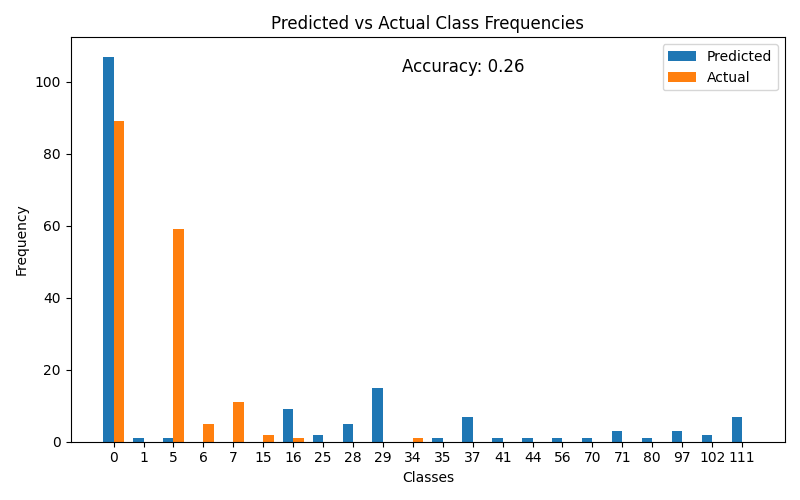 Predicted vs Actual Class Frequencies
Accuracy: 0.26
Predicted
Actual
Frequency
100
80
60
40
20
0
0 1 5 6 7 15 16 25 28 29 34 35 37 41 44 56 70 71 80 97 102 111
Classes